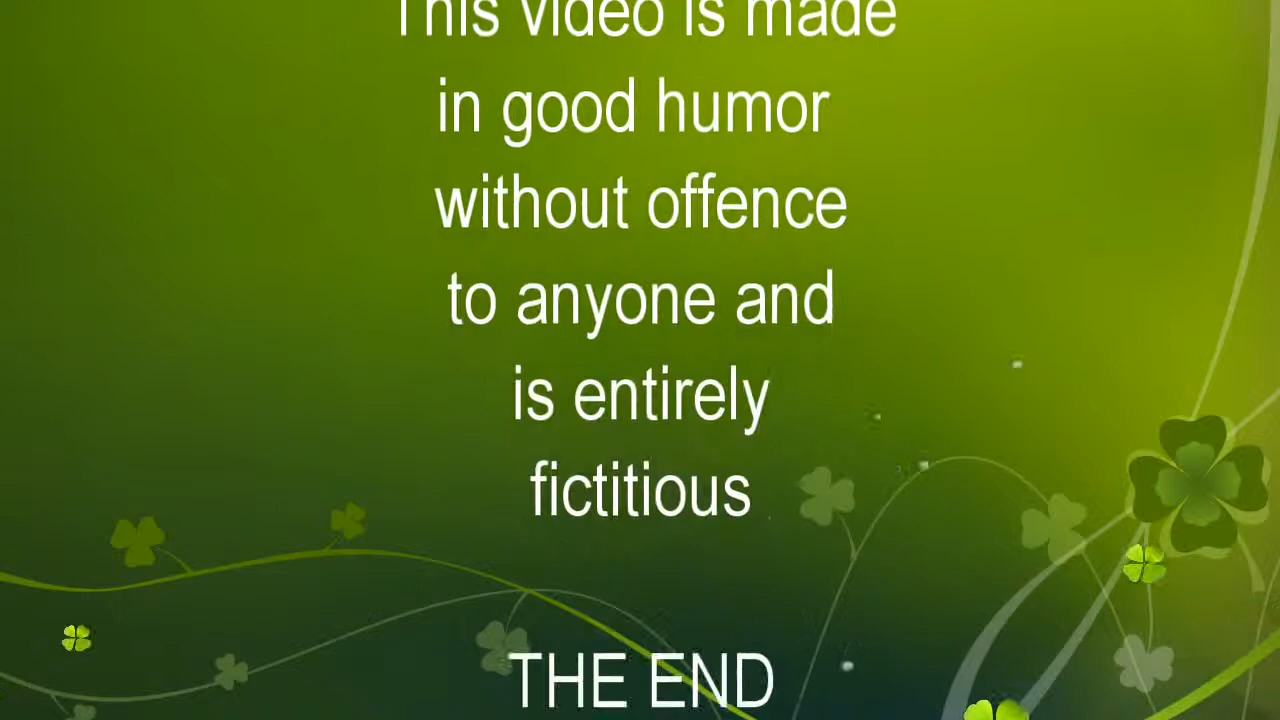 This video is made
in good humor
without offence
to anyone and
is entirely
fictitious
THE END